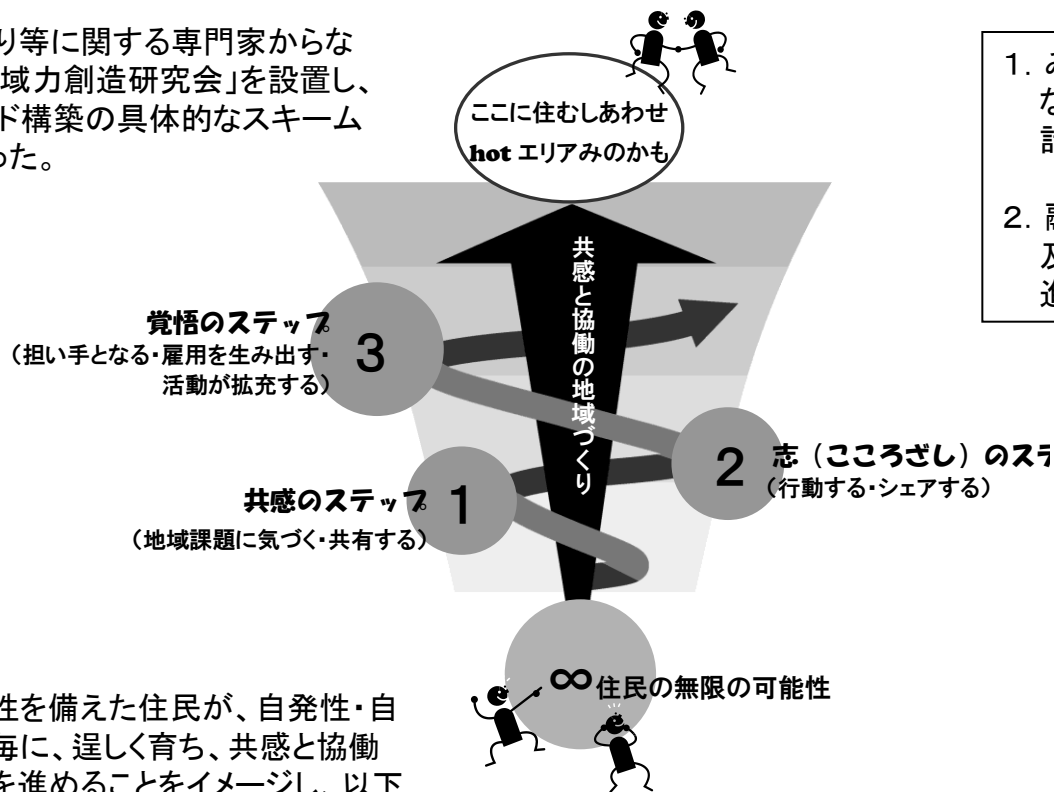 り等に関する専門家からな
域力創造研究会」を設置し、
ド構築の具体的なスキーム
った。
ここに住むしあわせ
hot エリアみのかも
1．み
な
2．
及
進
共感と協働の地域づくり
覚悟のステップ
（担い手となる・雇用を生み出す・
活動が拡充する）
3
2
志（こころざし）のステ
（行動する・シェアする）
共感のステップ
1
（地域課題に気づく・共有する）
∞
住民の無限の可能性
性を備えた住民が、自発性・自
毎に、逞しく育ち、共感と協働
を進めることをイメージし、以下